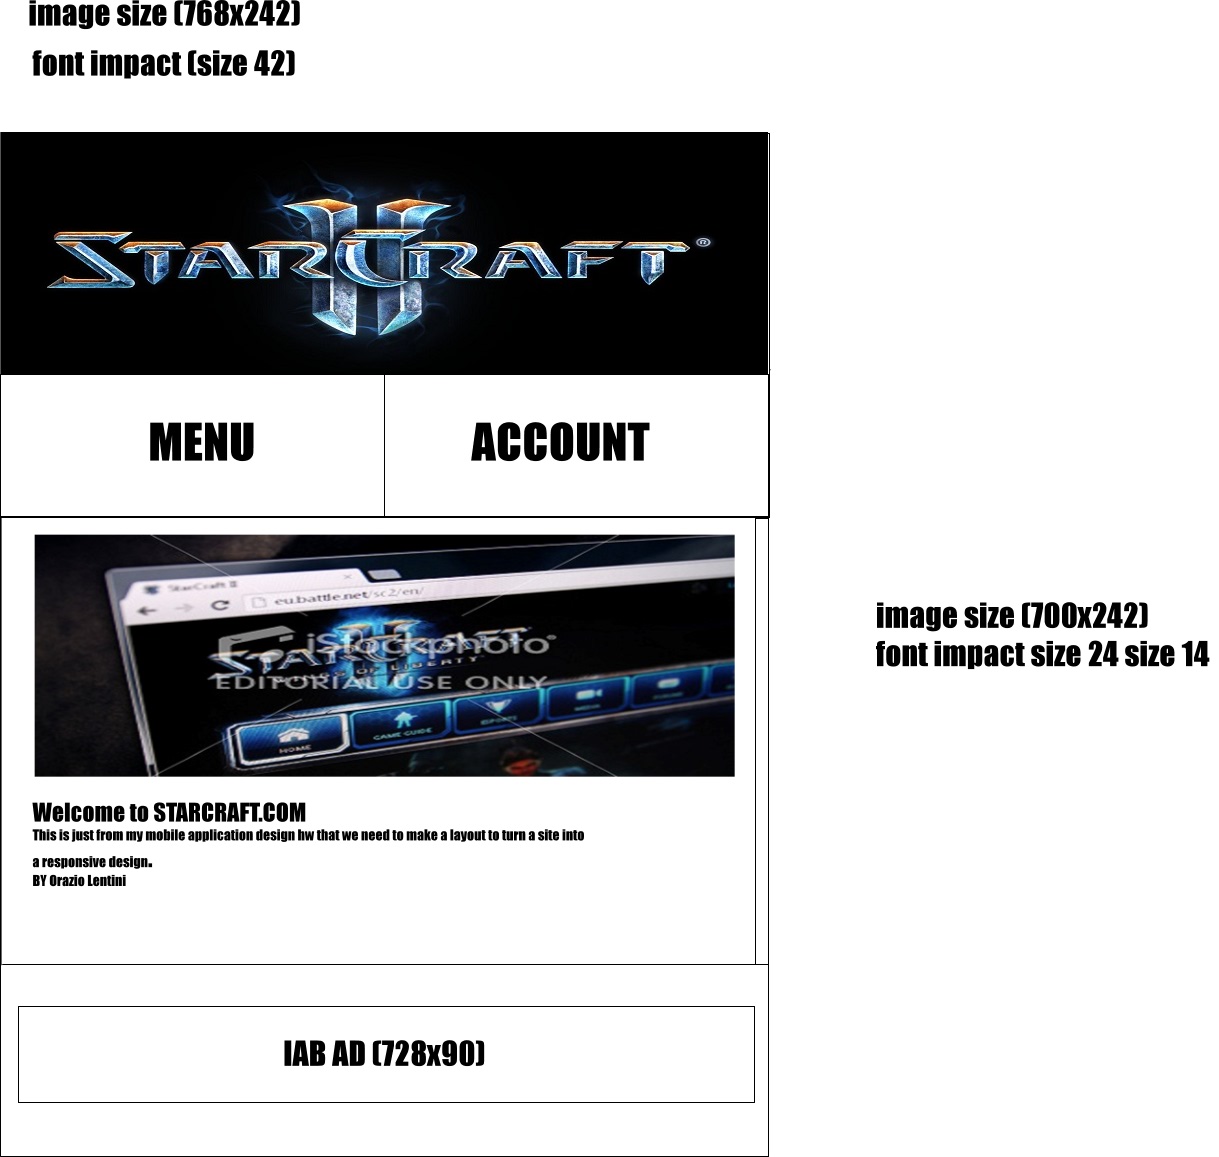 image size (768x242)
font impact (size 42)
STARCRAFT II ®
MENU
ACCOUNT
StarCraft II
eu.battle.net/sc2/en/
iStockphoto®
STARCRAFT II
WINGS OF LIBERTY
EDITORIAL USE ONLY
HOME
GAME GUIDE
ESPORTS
MEDIA
image size (700x242)
font impact size 24 size 14
Welcome to STARCRAFT.COM
This is just from my mobile application design hw that we need to make a layout to turn a site into
a responsive design.
BY Orazio Lentini
IAB AD (728x90)